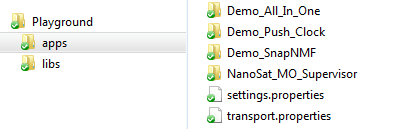 Playground
apps
libs
Demo_All_In_One
Demo_Push_Clock
Demo_SnapNMF
NanoSat_MO_Supervisor
settings.properties
transport.properties